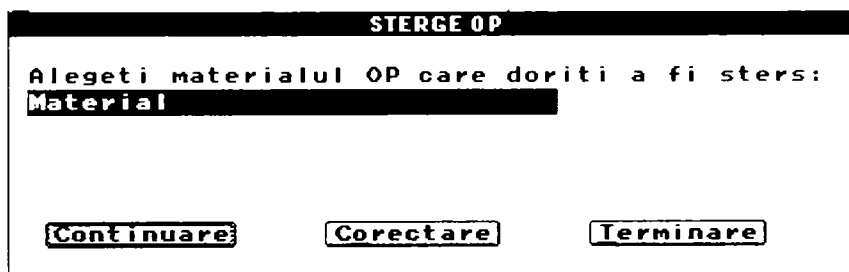 STERGE OP
Alegeti materialul OP care doriti a fi sters:
Material
Continuare Corectare Terminare